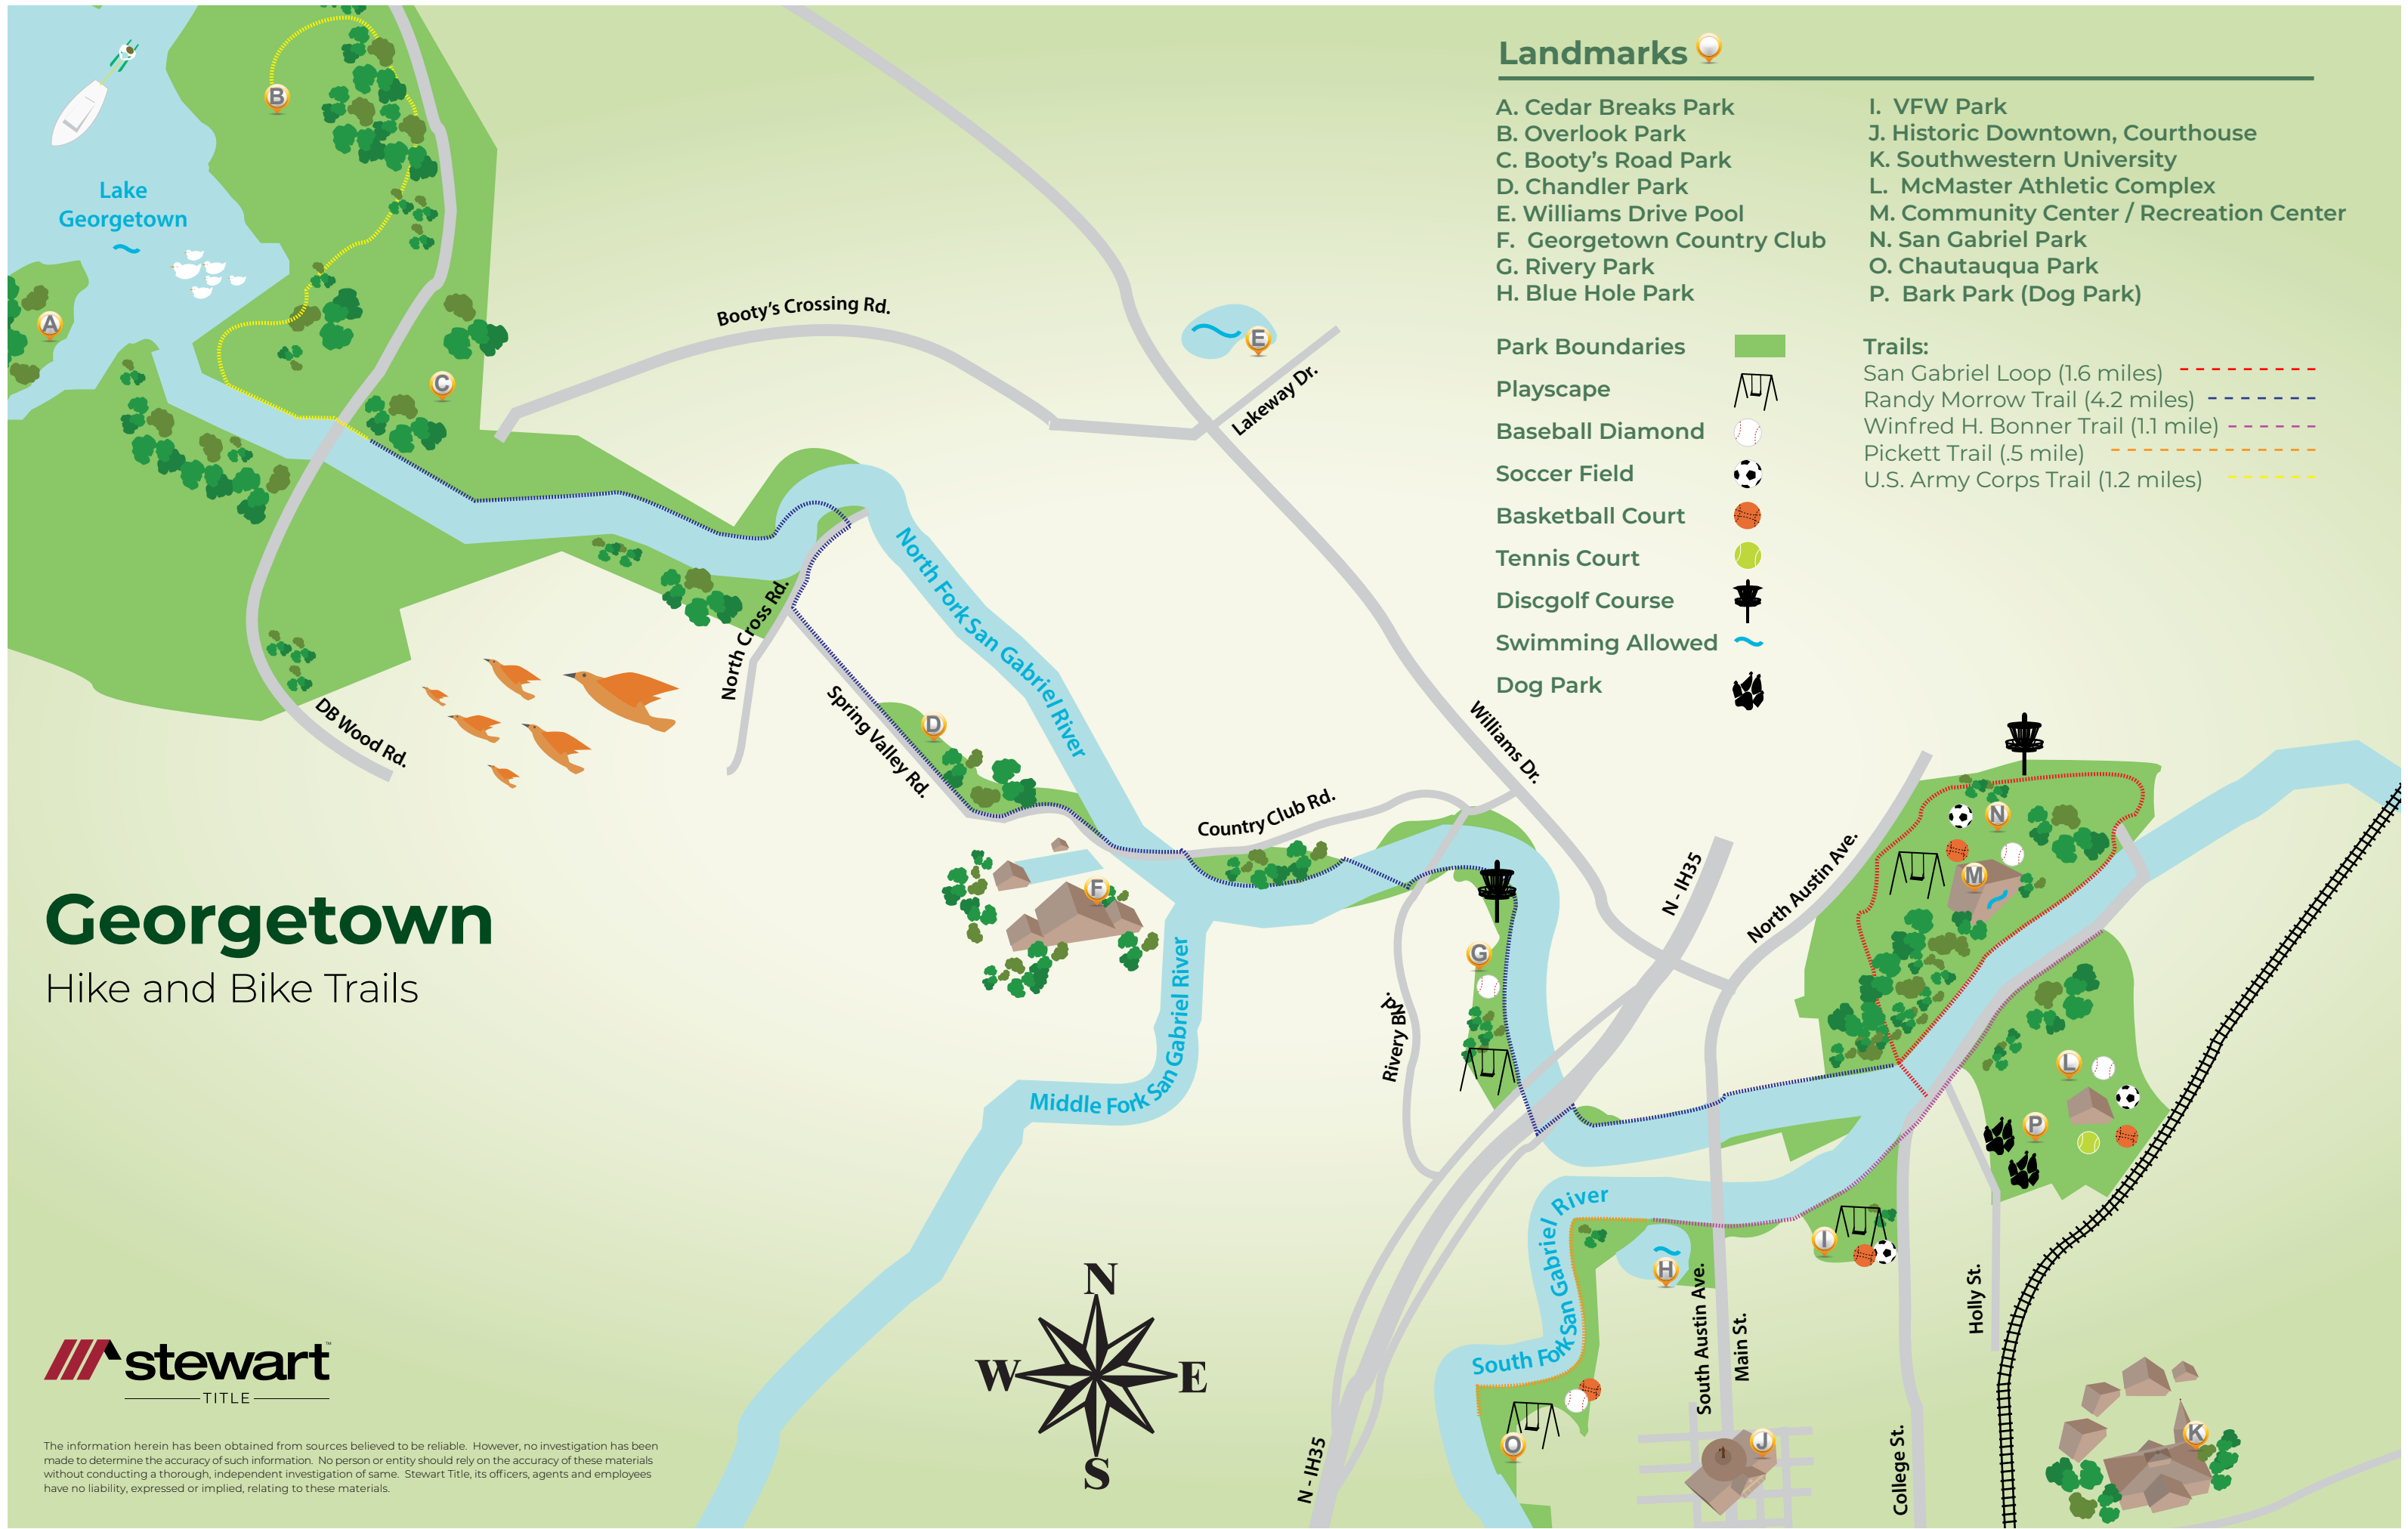 Landmarks
A. Cedar Breaks Park
B. Overlook Park
C. Booty's Road Park
D. Chandler Park
E. Williams Drive Pool
F. Georgetown Country Club
G. Rivery Park
H. Blue Hole Park
I. VFW Park
J. Historic Downtown, Courthouse
K. Southwestern University
L. McMaster Athletic Complex
M. Community Center / Recreation Center
N. San Gabriel Park
O. Chautauqua Park
P. Bark Park (Dog Park)
Park Boundaries
Playscape
Baseball Diamond
Soccer Field
Basketball Court
Tennis Court
Discgolf Course
Swimming Allowed
Dog Park
Trails:
San Gabriel Loop (1.6 miles)
Randy Morrow Trail (4.2 miles)
Winfred H. Bonner Trail (1.1 mile)
Pickett Trail (.5 mile)
U.S. Army Corps Trail (1.2 miles)
B
Lake
Georgetown
A
C
Booty's Crossing Rd.
E
Lakeway Dr.
North Fork San Gabriel River
North Cross Rd.
DB Wood Rd.
D
Spring Valley Rd.
Williams Dr.
Country Club Rd.
F
N - IH35
North Austin Ave.
N
M
G
Rivery Blvd.
Middle Fork San Gabriel River
L
P
South Fork San Gabriel River
I
H
South Austin Ave.
Main St.
Holly St.
College St.
O
J
K
N - IH35
Georgetown
Hike and Bike Trails
N
W
E
S
stewart™
TITLE
The information herein has been obtained from sources believed to be reliable. However, no investigation has been
made to determine the accuracy of such information. No person or entity should rely on the accuracy of these materials
without conducting a thorough, independent investigation of same. Stewart Title, its officers, agents and employees
have no liability, expressed or implied, relating to these materials.